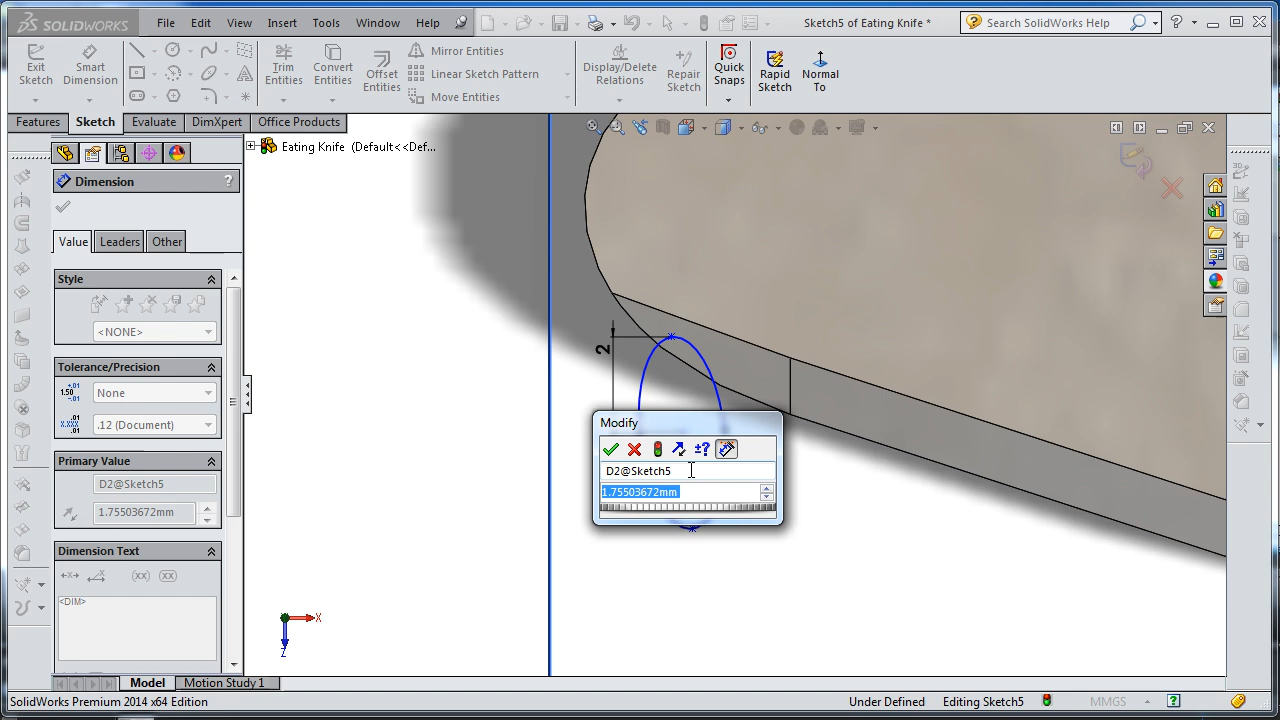 SOLIDWORKS File Edit View Insert Tools Window Help Sketch5 of Eating Knife * Search SolidWorks Help
Exit Sketch
Smart Dimension
Trim Entities
Convert Entities
Offset Entities
Mirror Entities
Linear Sketch Pattern
Move Entities
Display/Delete Relations
Repair Sketch
Quick Snaps
Rapid Sketch
Normal To
Features Sketch Evaluate DimXpert Office Products
Eating Knife (Default<<Def...
Dimension ?
Value Leaders Other
Style
<NONE>
Tolerance/Precision
None
.12 (Document)
Primary Value
D2@Sketch5
1.75503672mm
Dimension Text
(xx) (xx)
<DIM>
2
Modify
±?
D2@Sketch5
1.75503672mm
X
Z
Model Motion Study 1
SolidWorks Premium 2014 x64 Edition Under Defined Editing Sketch5 MMGS ?